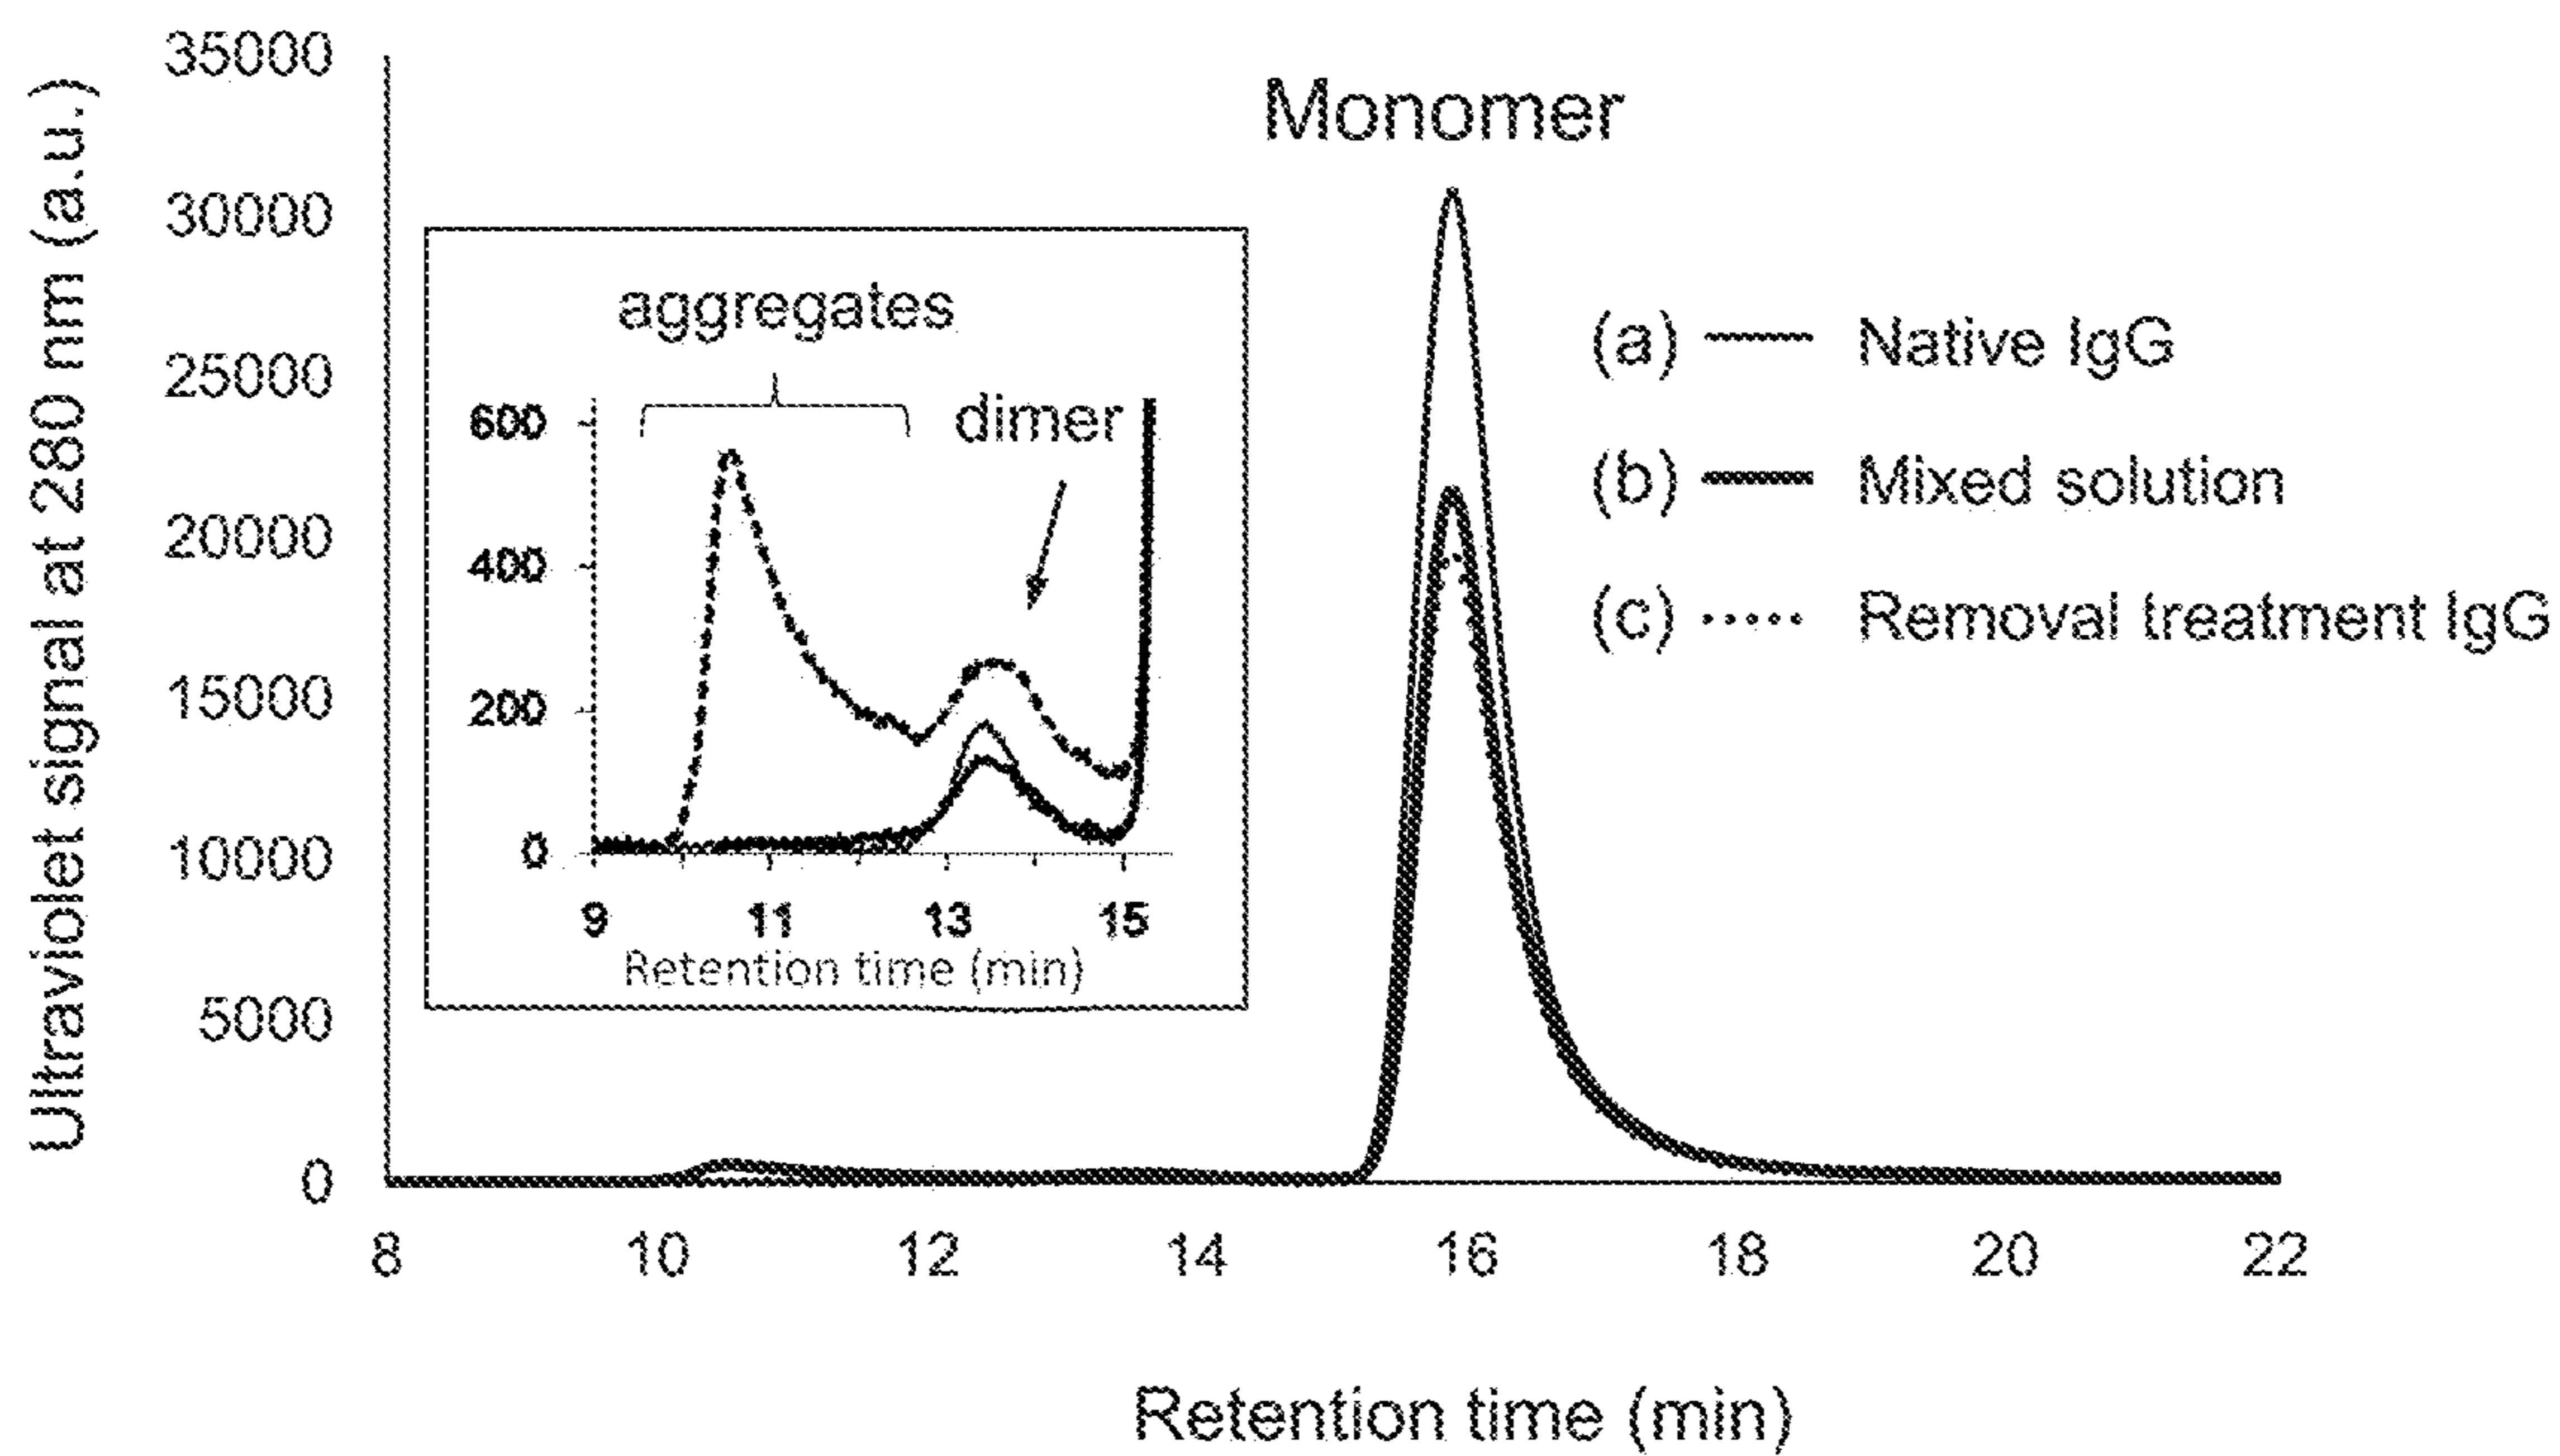 Ultraviolet signal at 280 nm (a.u.)
35000
30000
25000
20000
15000
10000
5000
0
Monomer
aggregates
dimer
600
400
200
0
9 11 13 15
Retention time (min)
(a) Native IgG
(b) Mixed solution
(c) Removal treatment IgG
8 10 12 14 16 18 20 22
Retention time (min)